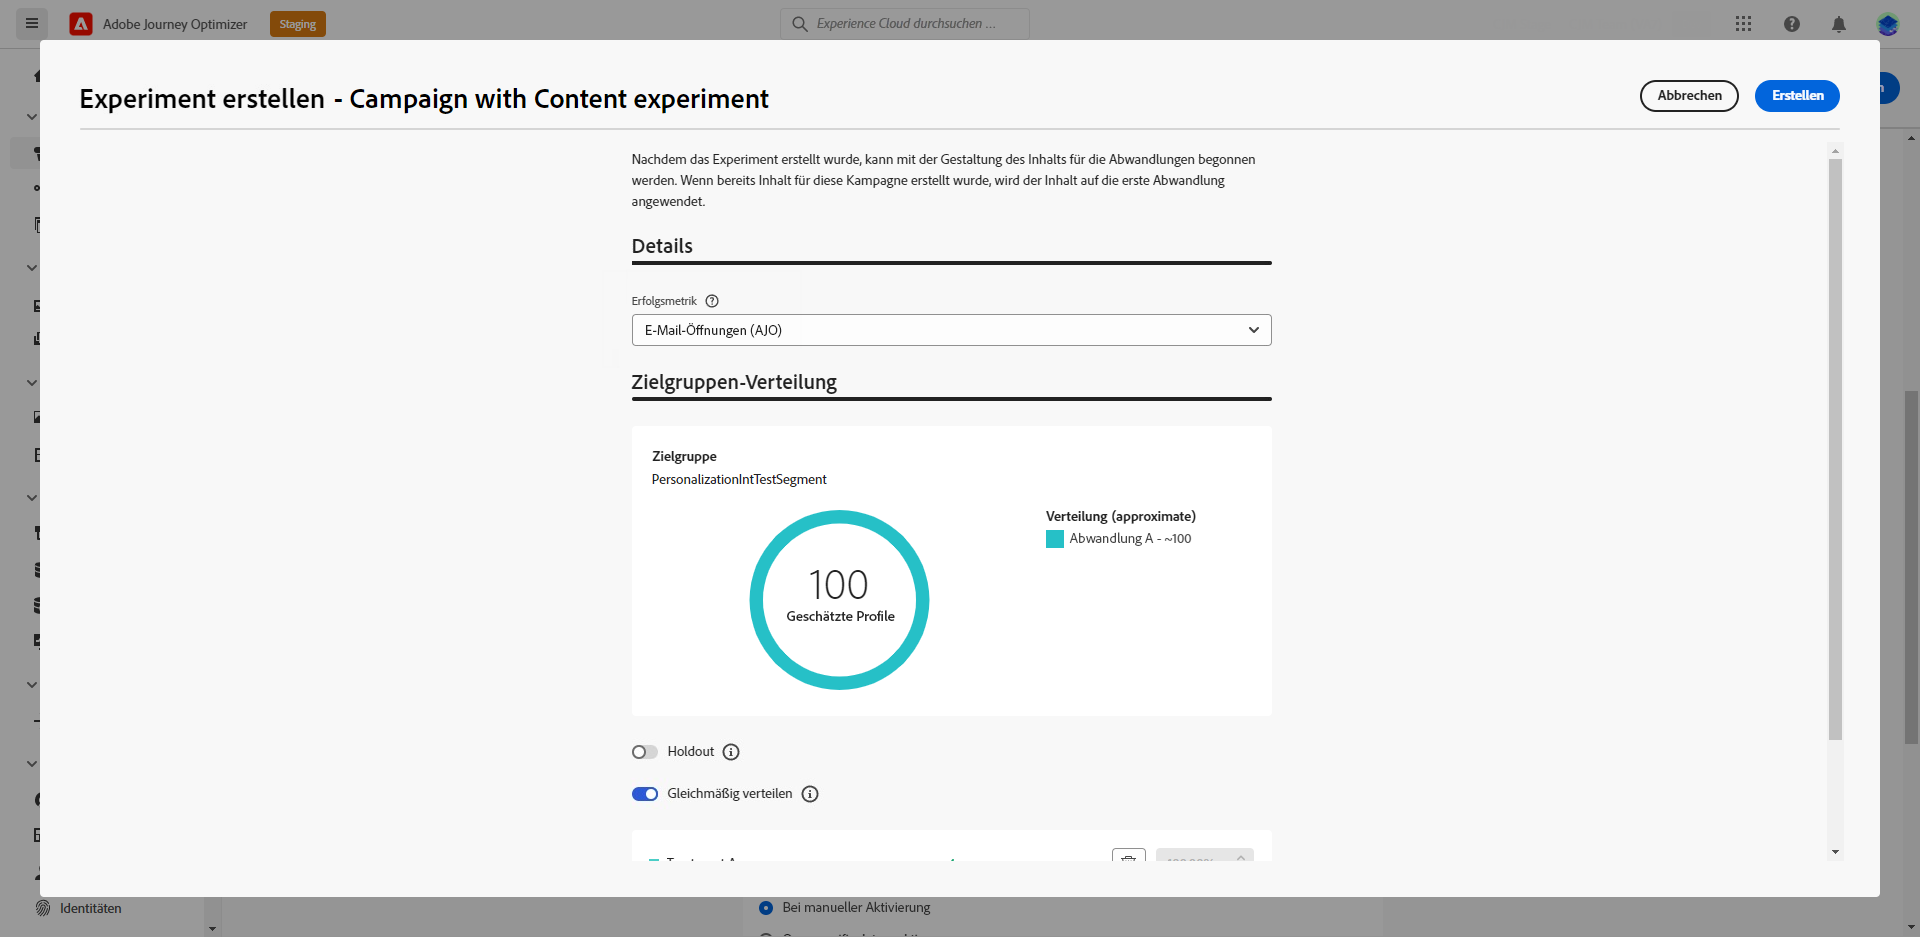 Adobe Journey Optimizer
Staging
Experience Cloud durchsuchen ...
Experiment erstellen - Campaign with Content experiment
Abbrechen
Erstellen
Nachdem das Experiment erstellt wurde, kann mit der Gestaltung des Inhalts für die Abwandlungen begonnen
werden. Wenn bereits Inhalt für diese Kampagne erstellt wurde, wird der Inhalt auf die erste Abwandlung
angewendet.
Details
Erfolgsmetrik
E-Mail-Öffnungen (AJO)
Zielgruppen-Verteilung
Zielgruppe
PersonalizationIntTestSegment
100
Geschätzte Profile
Verteilung (approximate)
Abwandlung A - ~100
Holdout
Gleichmäßig verteilen
Identitäten
Bei manueller Aktivierung